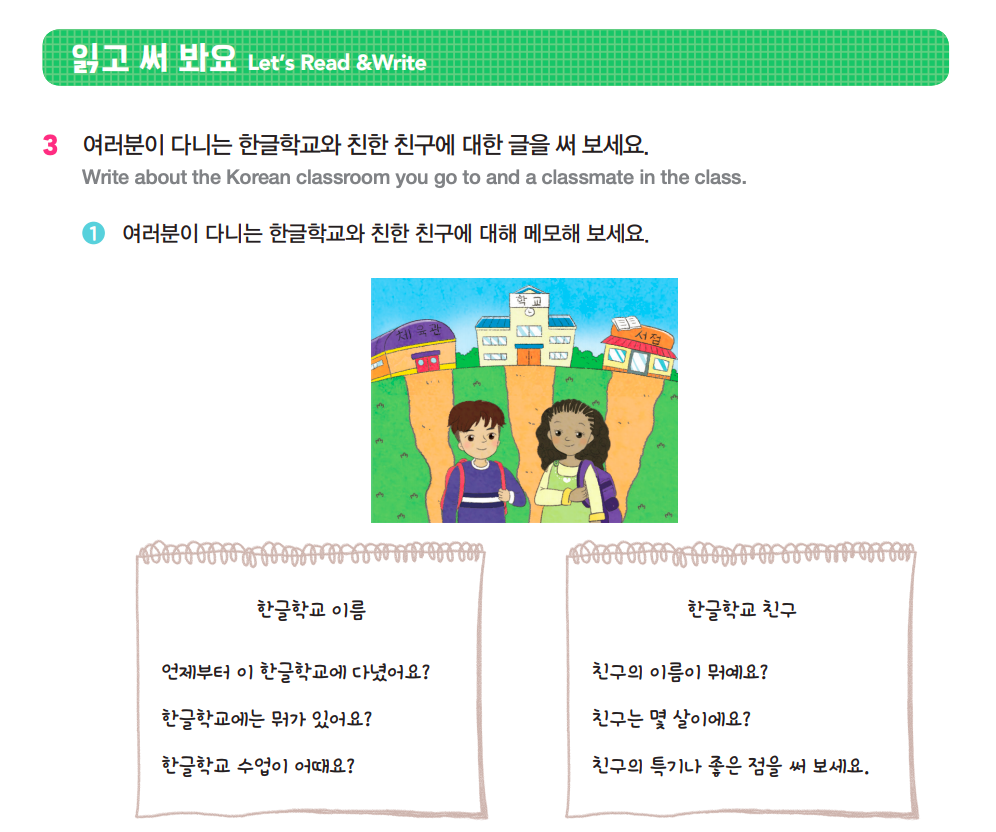 읽고 써 봐요 Let's Read &Write
3 여러분이 다니는 한글학교와 친한 친구에 대한 글을 써 보세요.
Write about the Korean classroom you go to and a classmate in the class.
1 여러분이 다니는 한글학교와 친한 친구에 대해 메모해 보세요.
학교
체육관
서점
한글학교 이름
언제부터 이 한글학교에 다녔어요?
한글학교에는 뭐가 있어요?
한글학교 수업이 어때요?
한글학교 친구
친구의 이름이 뭐예요?
친구는 몇 살이에요?
친구의 특기나 좋은 점을 써 보세요.